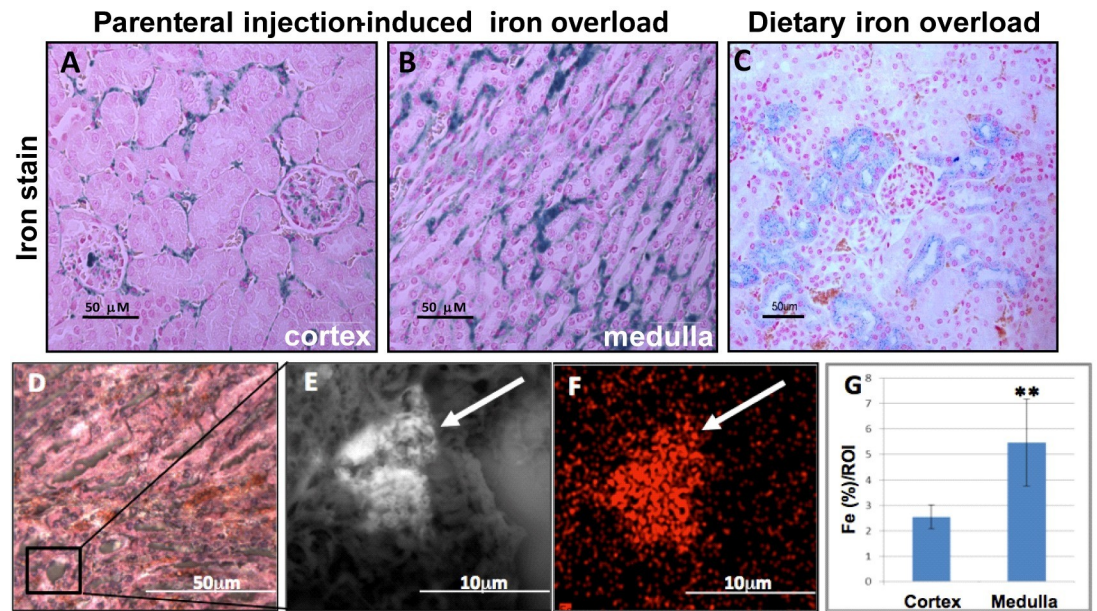 Parenteral injection-induced iron overload
Dietary iron overload
Iron stain
A
50 μM
cortex
B
50 μM
medulla
C
50μm
D
50μm
E
10μm
F
10μm
G
**
Fe (%)/ROI
8
7
6
5
4
3
2
1
0
Cortex
Medulla